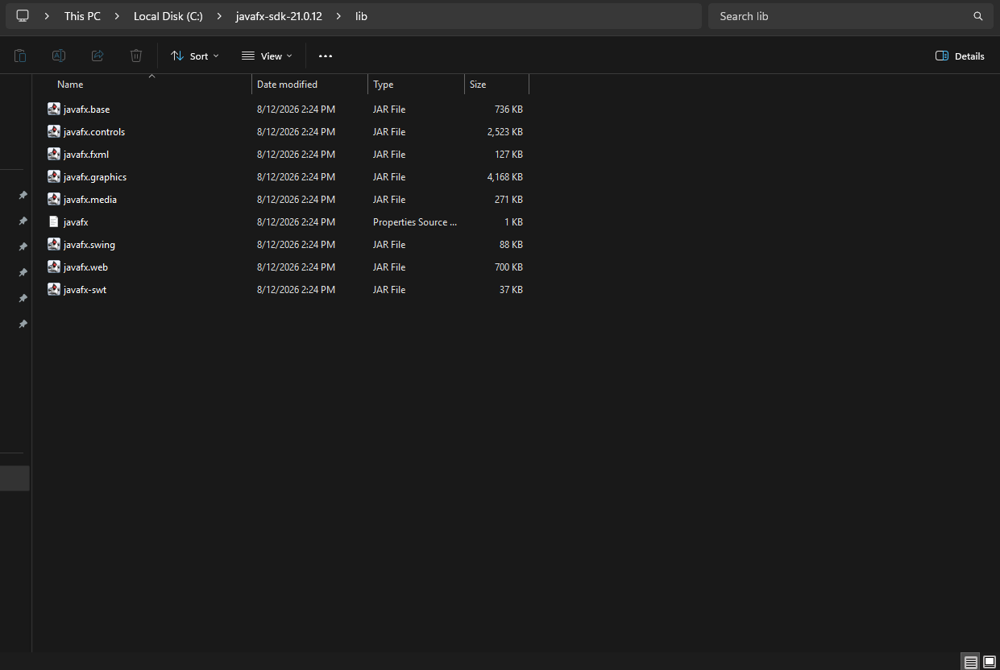 This PC > Local Disk (C:) > javafx-sdk-21.0.12 > lib Search lib
Sort View ... Details
Name Date modified Type Size
javafx.base 8/12/2026 2:24 PM JAR File 736 KB
javafx.controls 8/12/2026 2:24 PM JAR File 2,523 KB
javafx.fxml 8/12/2026 2:24 PM JAR File 127 KB
javafx.graphics 8/12/2026 2:24 PM JAR File 4,168 KB
javafx.media 8/12/2026 2:24 PM JAR File 271 KB
javafx 8/12/2026 2:24 PM Properties Source ... 1 KB
javafx.swing 8/12/2026 2:24 PM JAR File 88 KB
javafx.web 8/12/2026 2:24 PM JAR File 700 KB
javafx-swt 8/12/2026 2:24 PM JAR File 37 KB